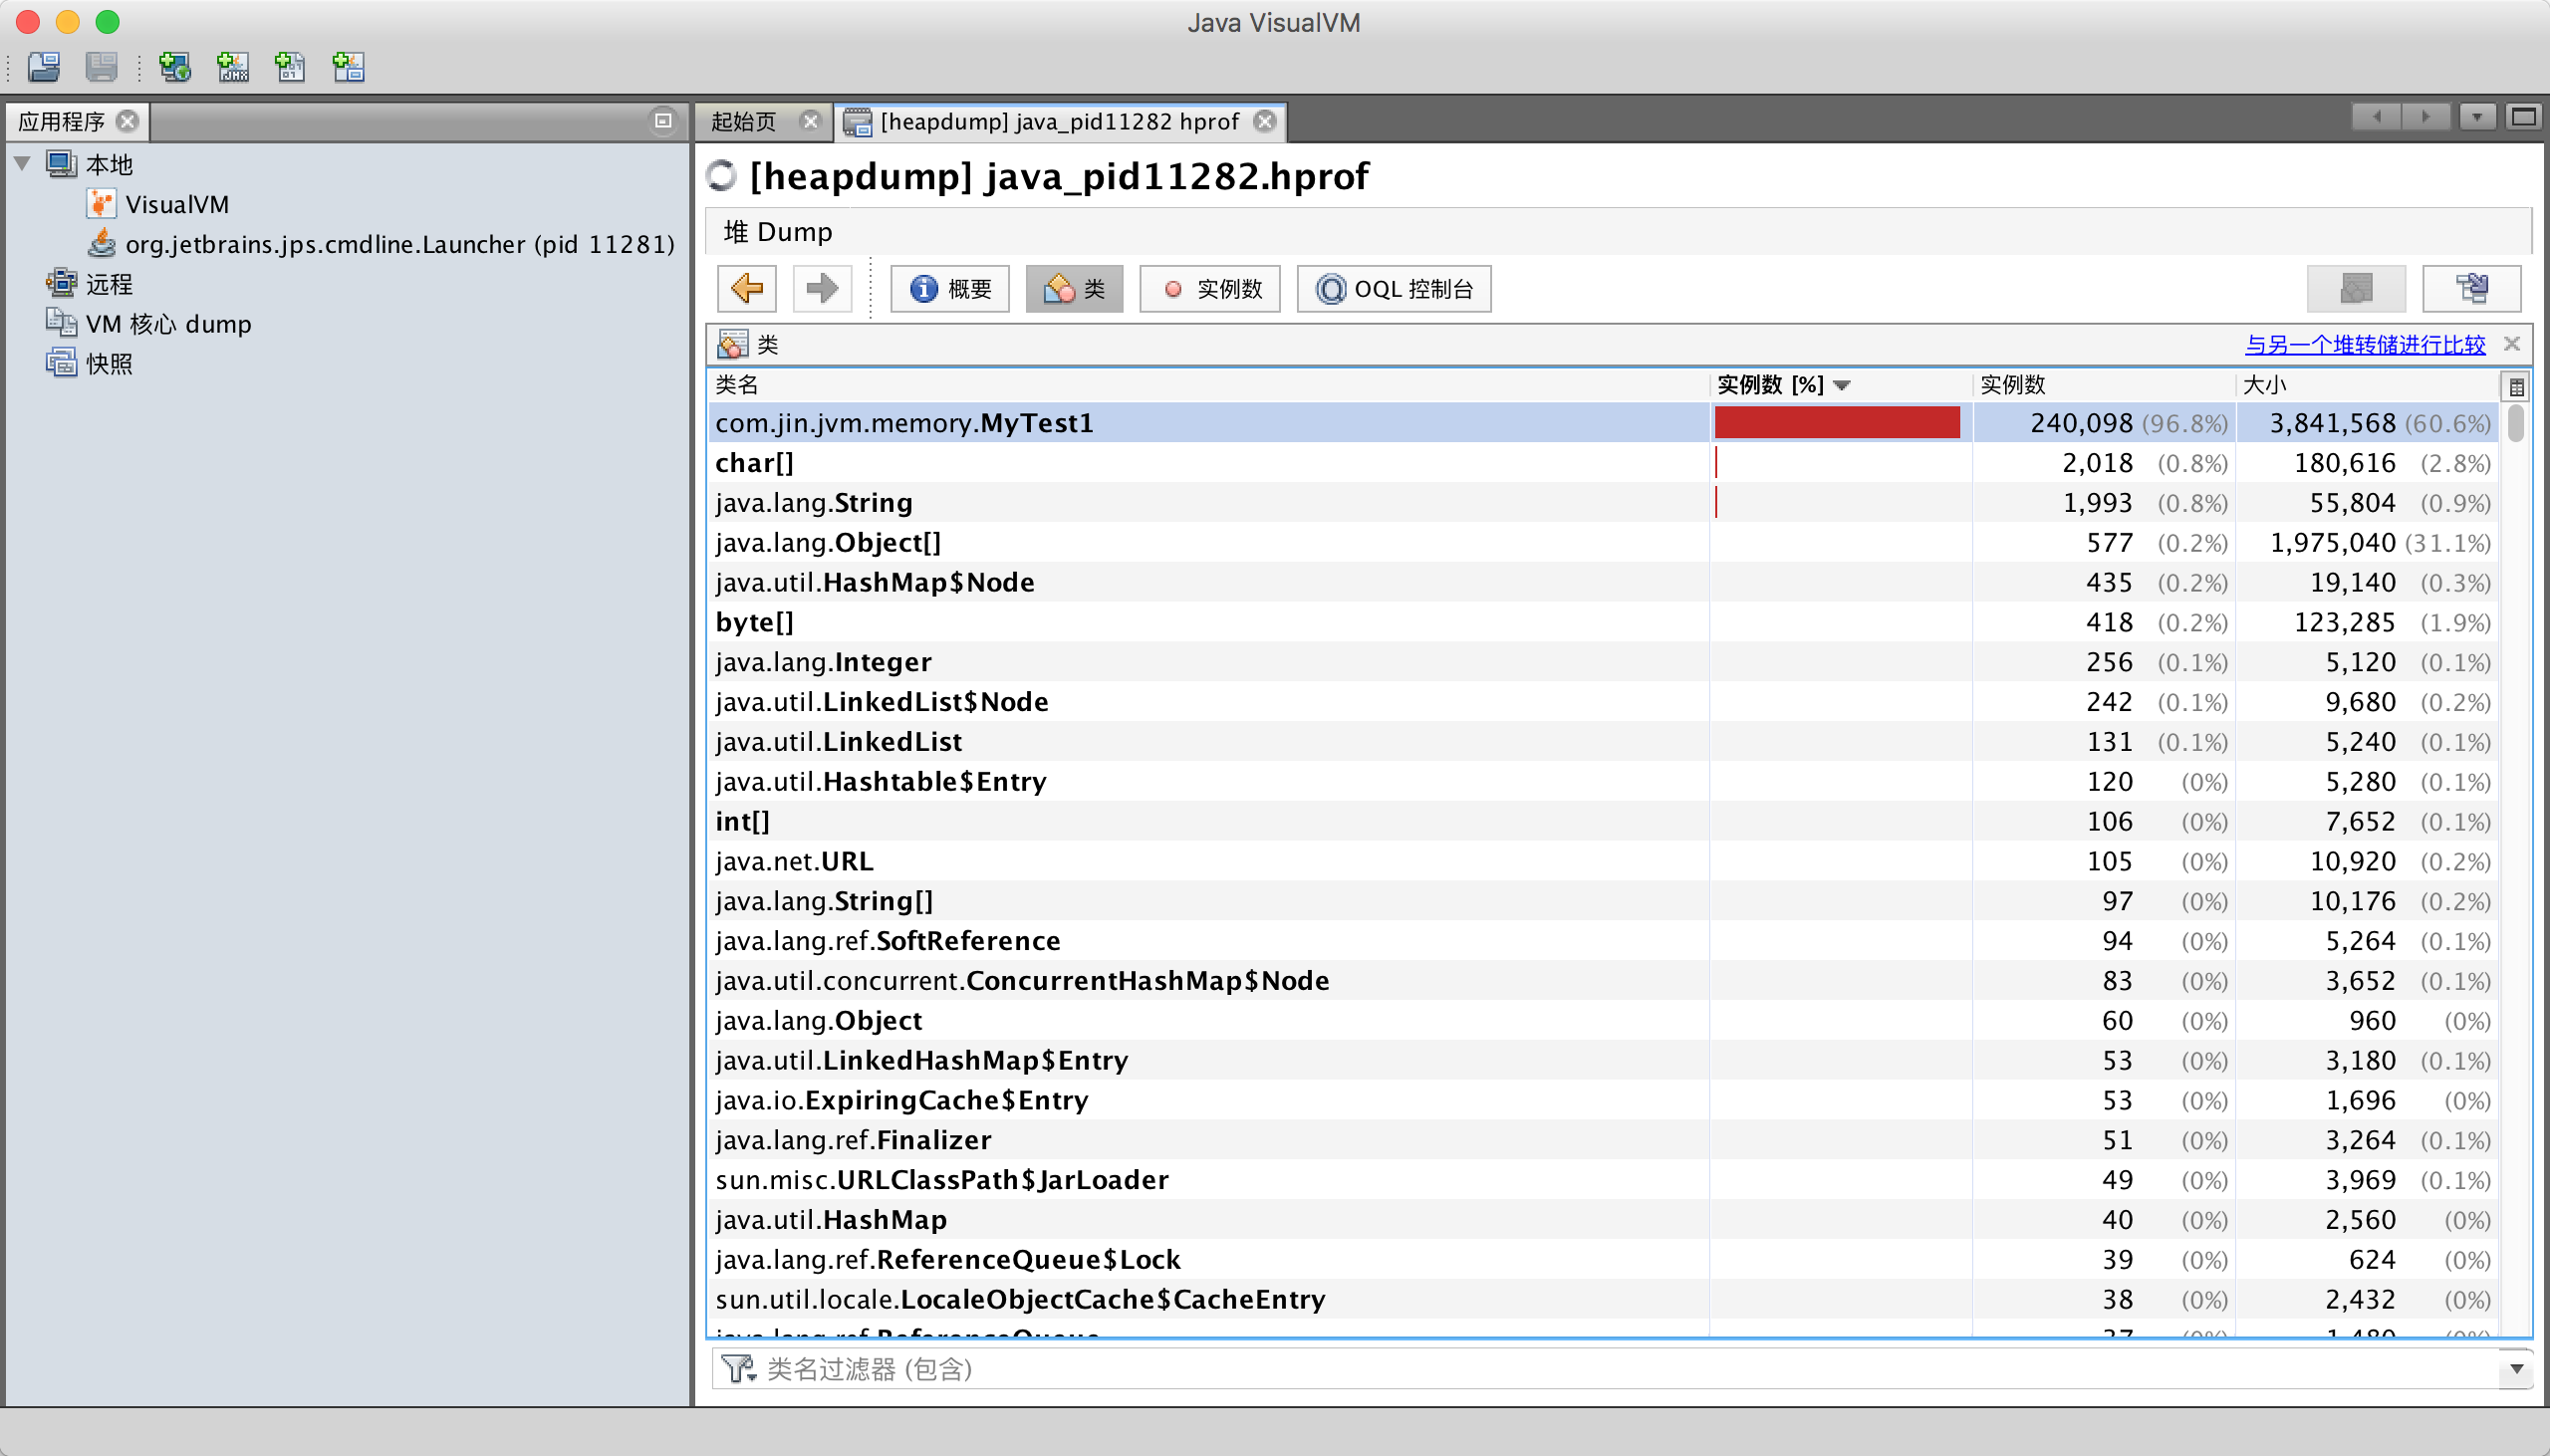 Java VisualVM
应用程序
起始页
[heapdump] java_pid11282 hprof
本地
VisualVM
org.jetbrains.jps.cmdline.Launcher (pid 11281)
远程
VM 核心 dump
快照
[heapdump] java_pid11282.hprof
堆 Dump
概要 类 实例数 OQL 控制台
类 与另一个堆转储进行比较
类名 实例数 [%] 实例数 大小
com.jin.jvm.memory.MyTest1 240,098 (96.8%) 3,841,568 (60.6%)
char[] 2,018 (0.8%) 180,616 (2.8%)
java.lang.String 1,993 (0.8%) 55,804 (0.9%)
java.lang.Object[] 577 (0.2%) 1,975,040 (31.1%)
java.util.HashMap$Node 435 (0.2%) 19,140 (0.3%)
byte[] 418 (0.2%) 123,285 (1.9%)
java.lang.Integer 256 (0.1%) 5,120 (0.1%)
java.util.LinkedList$Node 242 (0.1%) 9,680 (0.2%)
java.util.LinkedList 131 (0.1%) 5,240 (0.1%)
java.util.Hashtable$Entry 120 (0%) 5,280 (0.1%)
int[] 106 (0%) 7,652 (0.1%)
java.net.URL 105 (0%) 10,920 (0.2%)
java.lang.String[] 97 (0%) 10,176 (0.2%)
java.lang.ref.SoftReference 94 (0%) 5,264 (0.1%)
java.util.concurrent.ConcurrentHashMap$Node 83 (0%) 3,652 (0.1%)
java.lang.Object 60 (0%) 960 (0%)
java.util.LinkedHashMap$Entry 53 (0%) 3,180 (0.1%)
java.io.ExpiringCache$Entry 53 (0%) 1,696 (0%)
java.lang.ref.Finalizer 51 (0%) 3,264 (0.1%)
sun.misc.URLClassPath$JarLoader 49 (0%) 3,969 (0.1%)
java.util.HashMap 40 (0%) 2,560 (0%)
java.lang.ref.ReferenceQueue$Lock 39 (0%) 624 (0%)
sun.util.locale.LocaleObjectCache$CacheEntry 38 (0%) 2,432 (0%)
java.lang.ref.ReferenceQueue 37 (0%) 1,480 (0%)
类名过滤器 (包含)